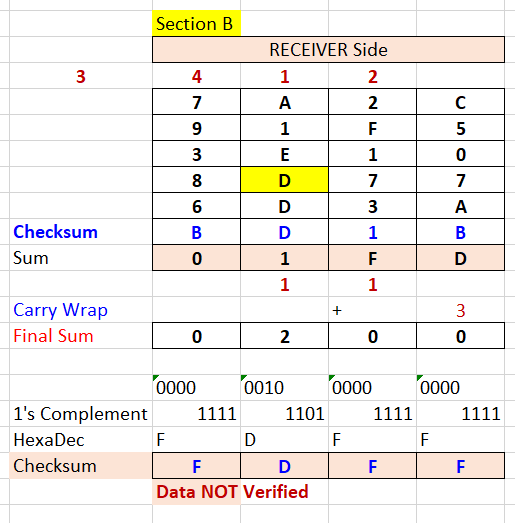 Section B
RECEIVER Side
3 4 1 2
7 A 2 C
9 1 F 5
3 E 1 0
8 D 7 7
6 D 3 A
Checksum B D 1 B
Sum 0 1 F D
1 1
Carry Wrap + 3
Final Sum 0 2 0 0
0000 0010 0000 0000
1's Complement 1111 1101 1111 1111
HexaDec F D F F
Checksum F D F F
Data NOT Verified